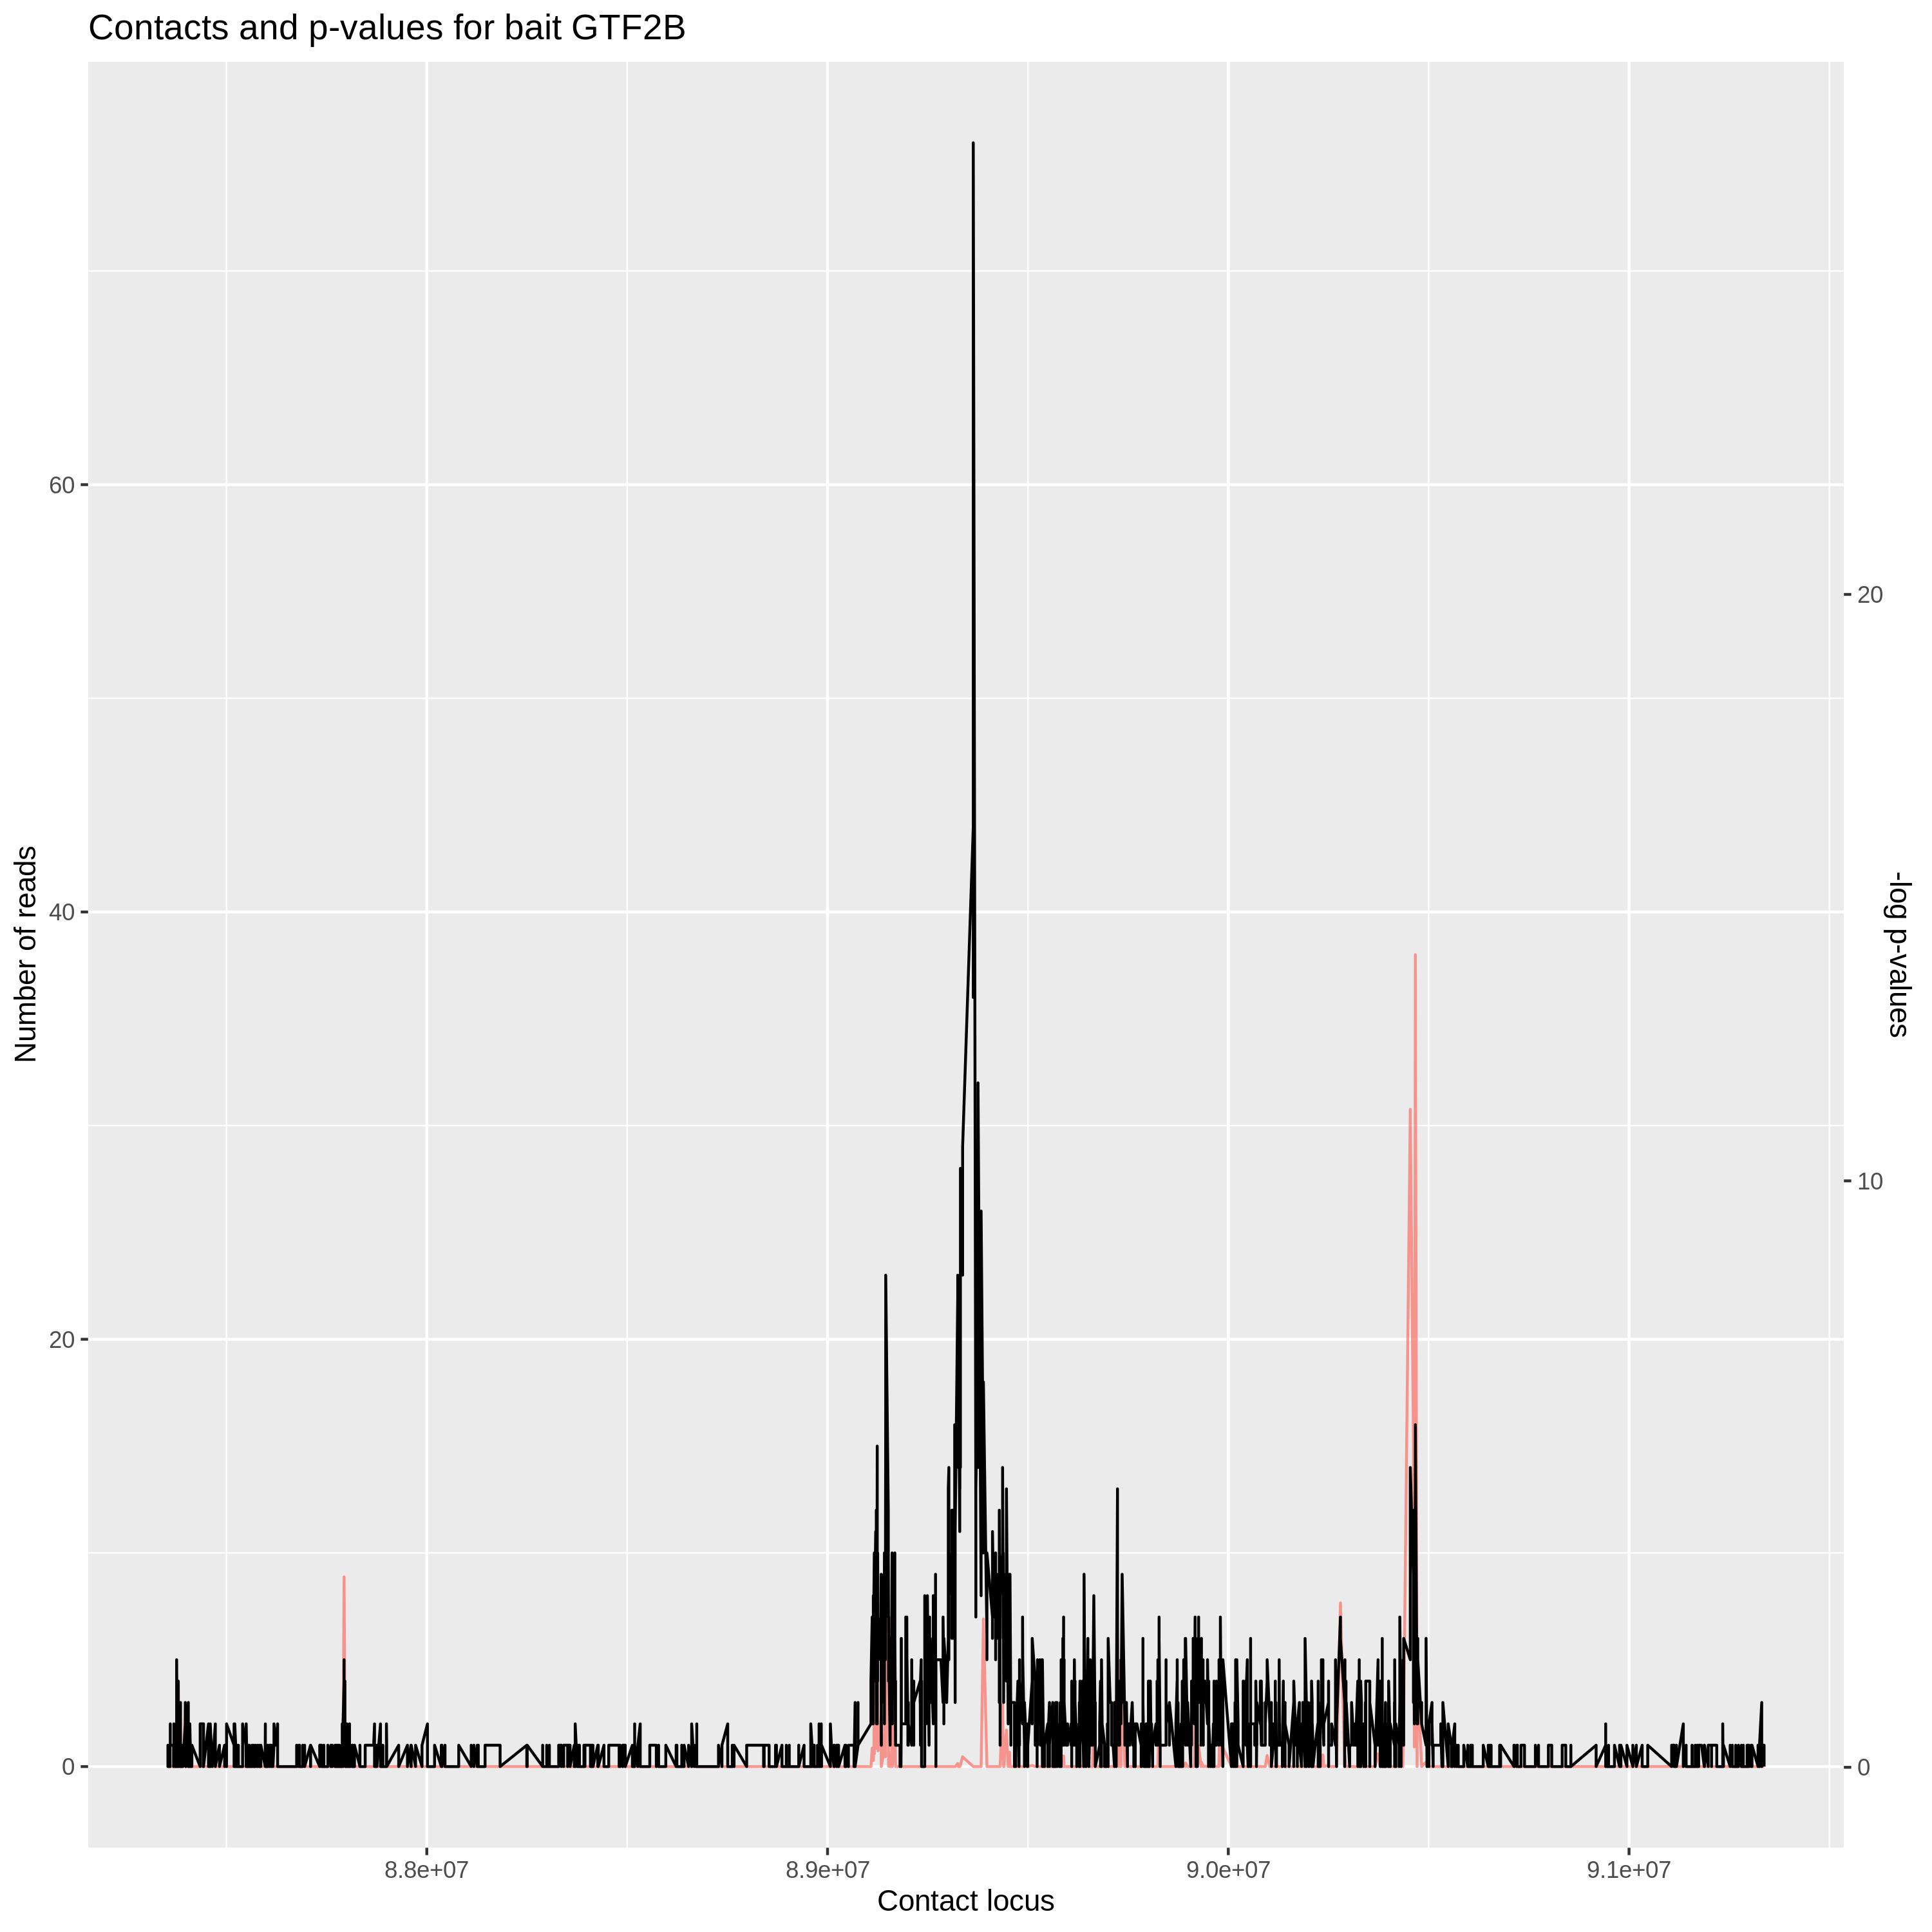 Contacts and p-values for bait GTF2B
60
40
20
0
Number of reads
20
10
0
-log p-values
8.8e+07
8.9e+07
9.0e+07
9.1e+07
Contact locus